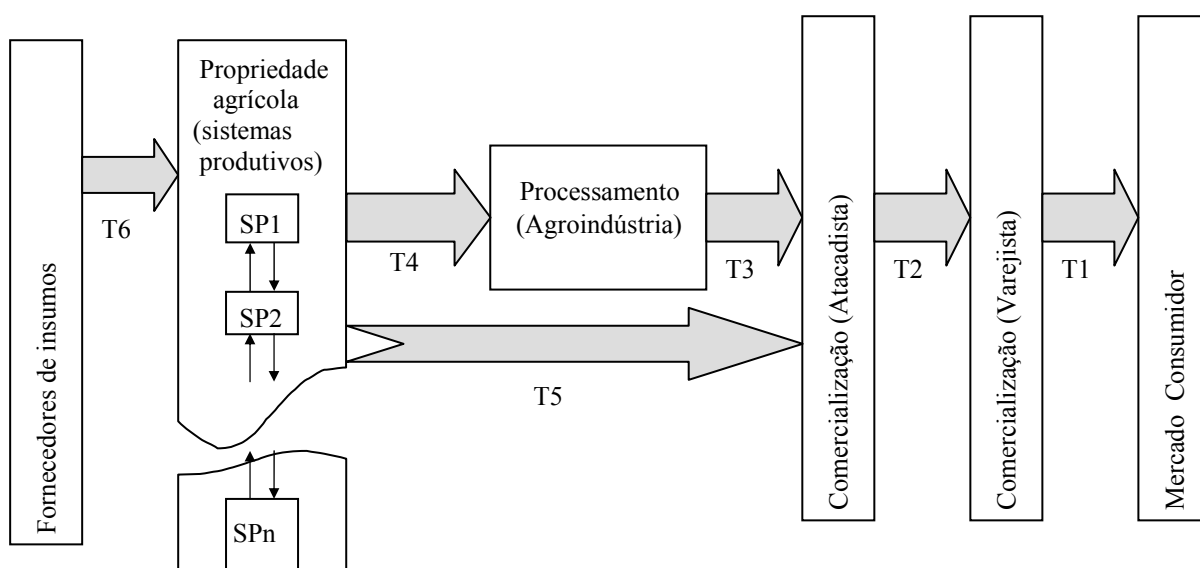 Fornecedores de insumos
T6
Propriedade
agrícola
(sistemas
produtivos)
SP1
SP2
SPn
T4
Processamento
(Agroindústria)
T3
T5
Comercialização (Atacadista)
T2
Comercialização (Varejista)
T1
Mercado Consumidor